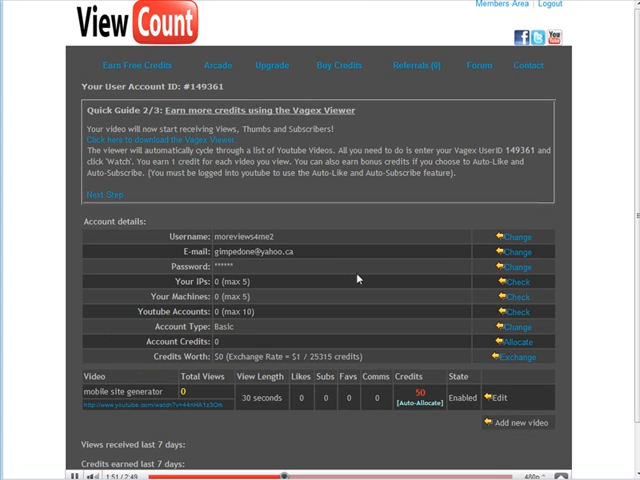 Members Area | Logout
View Count
Earn Free Credits Arcade Upgrade Buy Credits Referrals (0) Forum Contact
Your User Account ID: #149361
Quick Guide 2/3: Earn more credits using the Vagex Viewer
Your video will now start receiving Views, Thumbs and Subscribers!
Click here to download the Vagex Viewer.
The viewer will automatically cycle through a list of Youtube Videos. All you need to do is enter your Vagex UserID 149361 and
click 'Watch'. You earn 1 credit for each video you view. You can also earn bonus credits if you choose to Auto-Like and
Auto-Subscribe. (You must be logged into youtube to use the Auto-Like and Auto-Subscribe feature).
Next Step
Account details:
Username: moreviews4me2 Change
E-mail: gimpedone@yahoo.ca Change
Password: ****** Change
Your IPs: 0 (max 5) Check
Your Machines: 0 (max 5) Check
Youtube Accounts: 0 (max 10) Check
Account Type: Basic Change
Account Credits: 0 Allocate
Credits Worth: $0 (Exchange Rate = $1 / 25315 credits) Exchange
Video Total Views View Length Likes Subs Favs Comms Credits State
mobile site generator 0 30 seconds 0 0 0 0 50 Enabled Edit
[Auto-Allocate]
Add new video
Views received last 7 days:
Credits earned last 7 days:
1:51 / 2:49 480p